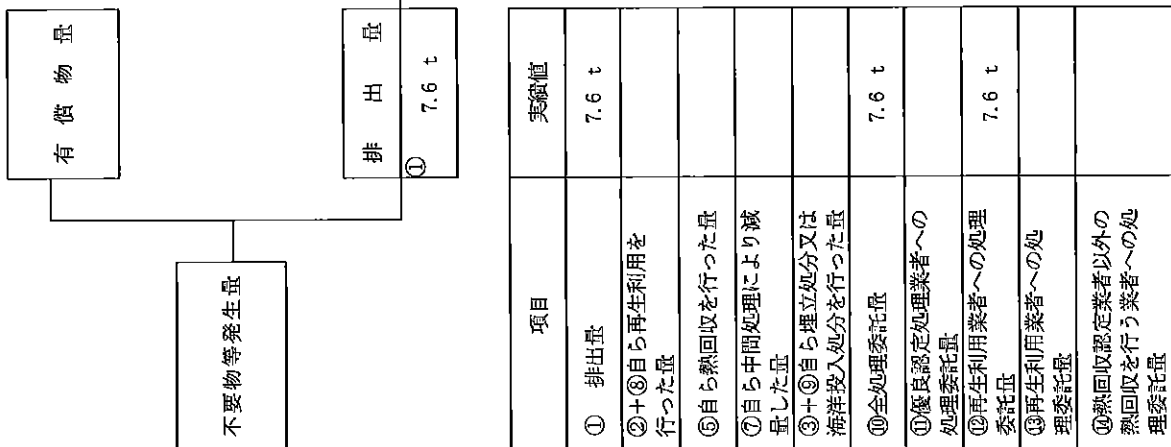 有償物量
不要物等発生量
排出量
①
7.6 t
項目
実績値
① 排出量
7.6 t
②+⑧自ら再生利用を
行った量
⑤自ら熱回収を行った量
⑦自ら中間処理により減
量した量
③+⑨自ら埋立処分又は
海洋投入処分を行った量
⑩全処理委託量
7.6 t
⑪優良認定処理業者への
処理委託量
⑫再生利用業者への処理
委託量
7.6 t
⑬再生利用業者への処
理委託量
⑭熱回収認定業者以外の
熱回収を行う業者への処
理委託量